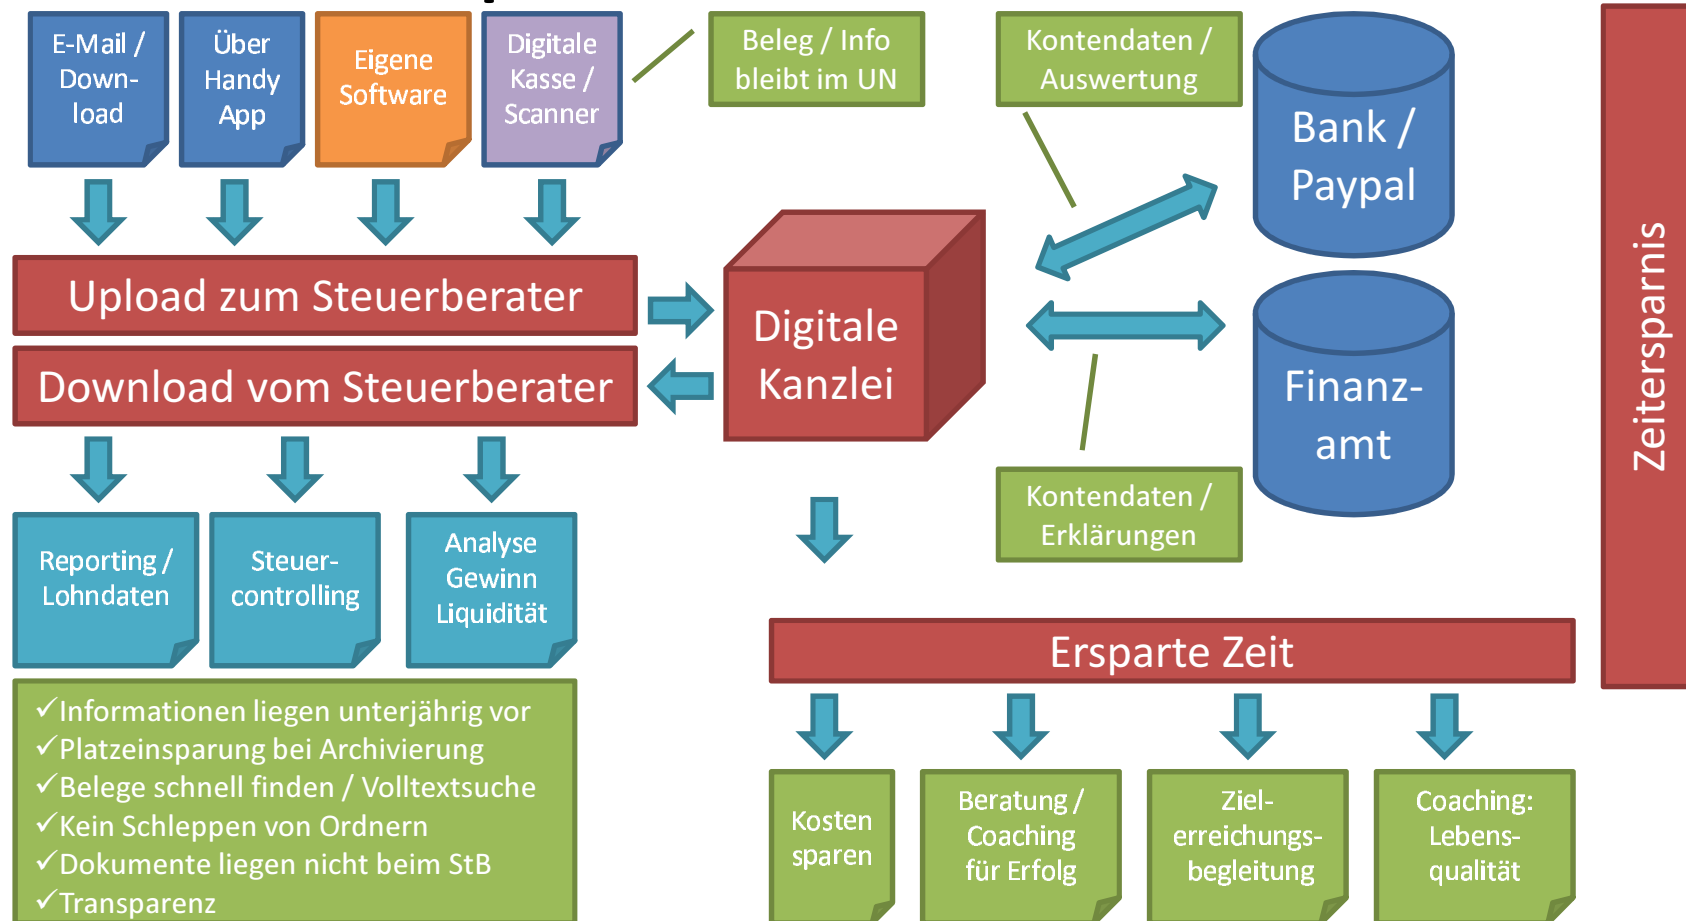 E-Mail /
Down-
load
Über
Handy
App
Eigene
Software
Digitale
Kasse /
Scanner
Beleg / Info
bleibt im UN
Kontendaten /
Auswertung
Bank /
Paypal
Zeitersparnis
Upload zum Steuerberater
Download vom Steuerberater
Digitale
Kanzlei
Finanz-
amt
Kontendaten /
Erklärungen
Reporting /
Lohndaten
Steuer-
controlling
Analyse
Gewinn
Liquidität
Ersparte Zeit
✓Informationen liegen unterjährig vor
✓Platzeinsparung bei Archivierung
✓Belege schnell finden / Volltextsuche
✓Kein Schleppen von Ordnern
✓Dokumente liegen nicht beim StB
✓Transparenz
Kosten
sparen
Beratung /
Coaching
für Erfolg
Ziel-
erreichungs-
begleitung
Coaching:
Lebens-
qualität